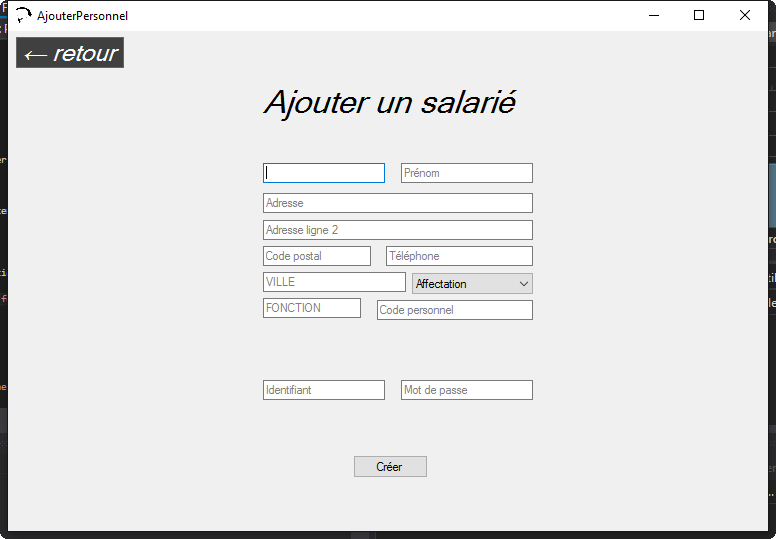 AjouterPersonnel
← retour
Ajouter un salarié
Prénom
Adresse
Adresse ligne 2
Code postal Téléphone
VILLE Affectation
FONCTION Code personnel
Identifiant Mot de passe
Créer